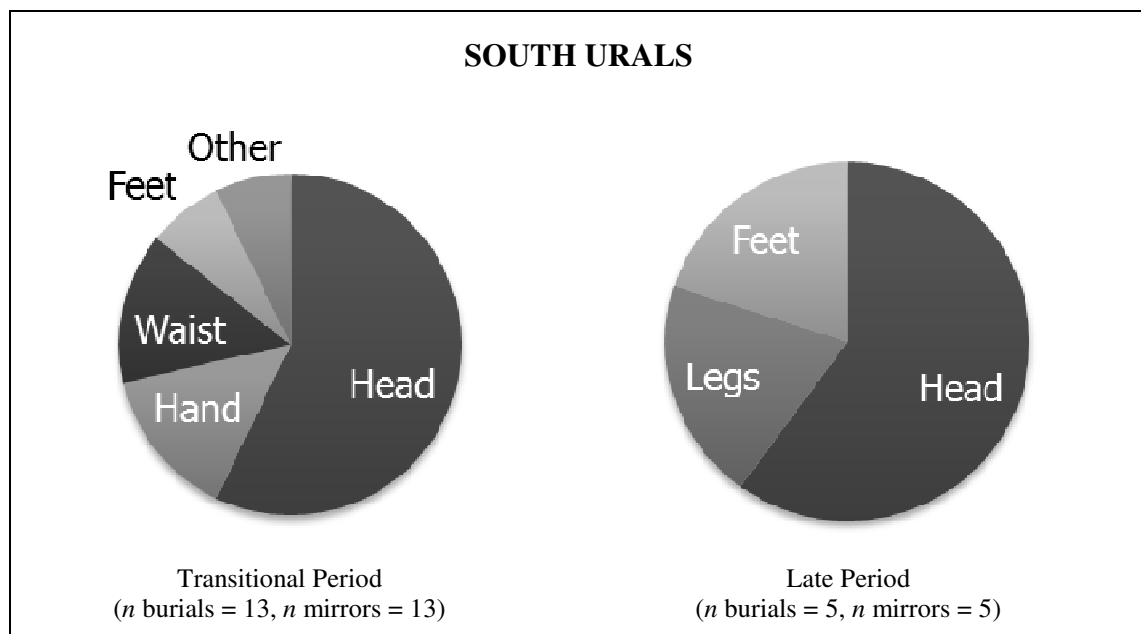 SOUTH URALS
Other
Feet
Waist
Hand
Head
Feet
Legs
Head
Transitional Period
(n burials = 13, n mirrors = 13)
Late Period
(n burials = 5, n mirrors = 5)